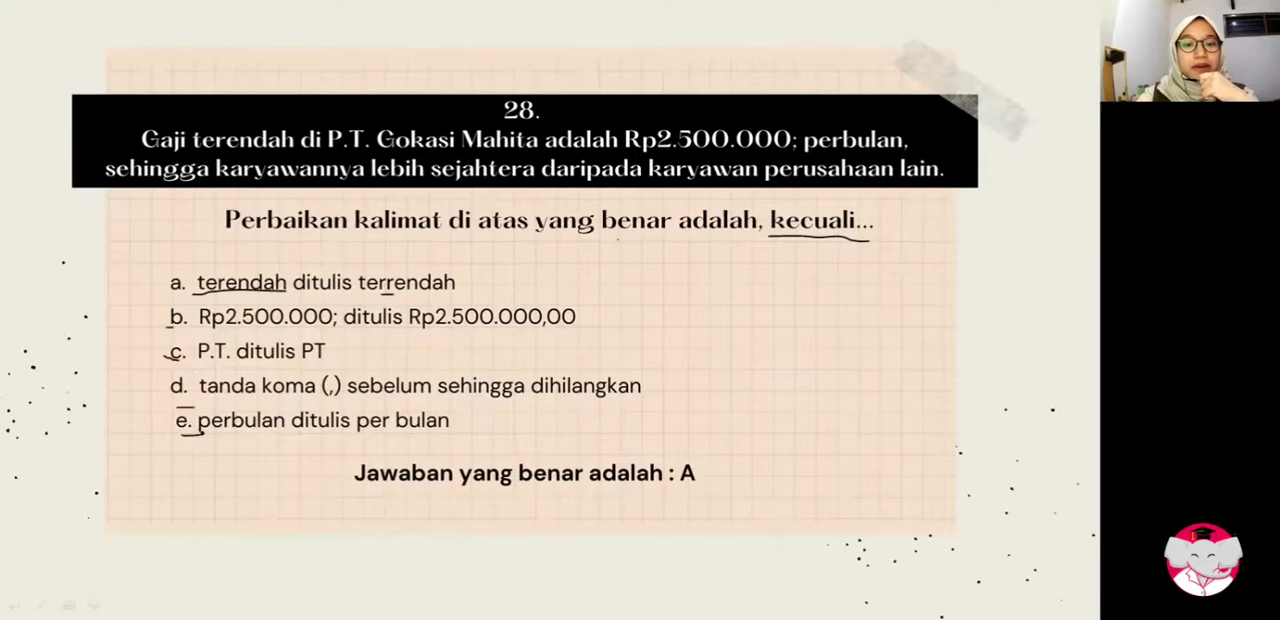 28.
Gaji terendah di P.T. Gokasi Mahita adalah Rp2.500.000; perbulan,
sehingga karyawannya lebih sejahtera daripada karyawan perusahaan lain.
Perbaikan kalimat di atas yang benar adalah, kecuali...
a. terendah ditulis terrendah
b. Rp2.500.000; ditulis Rp2.500.000,00
c. P.T. ditulis PT
d. tanda koma (,) sebelum sehingga dihilangkan
e. perbulan ditulis per bulan
Jawaban yang benar adalah : A